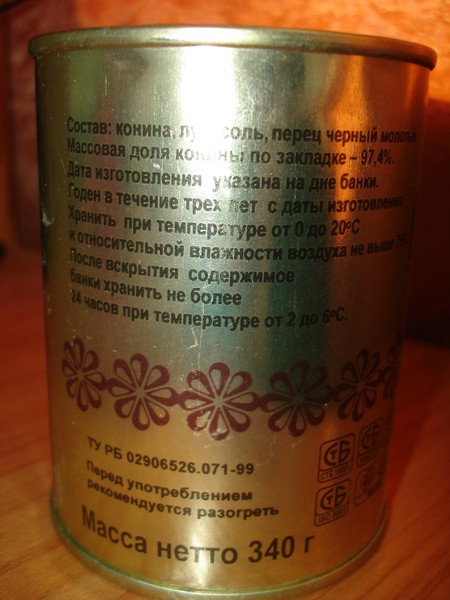 Состав: конина, лук, соль, перец черный молотый
Массовая доля конины по закладке – 97,4%.
Дата изготовления указана на дне банки.
Годен в течение трех лет с даты изготовления.
Хранить при температуре от 0 до 20°C
и относительной влажности воздуха не выше
После вскрытия содержимое
банки хранить не более
24 часов при температуре от 2 до 6°C.
ТУ РБ 02906526.071-99
Перед употреблением
рекомендуется разогреть
Масса нетто 340 г